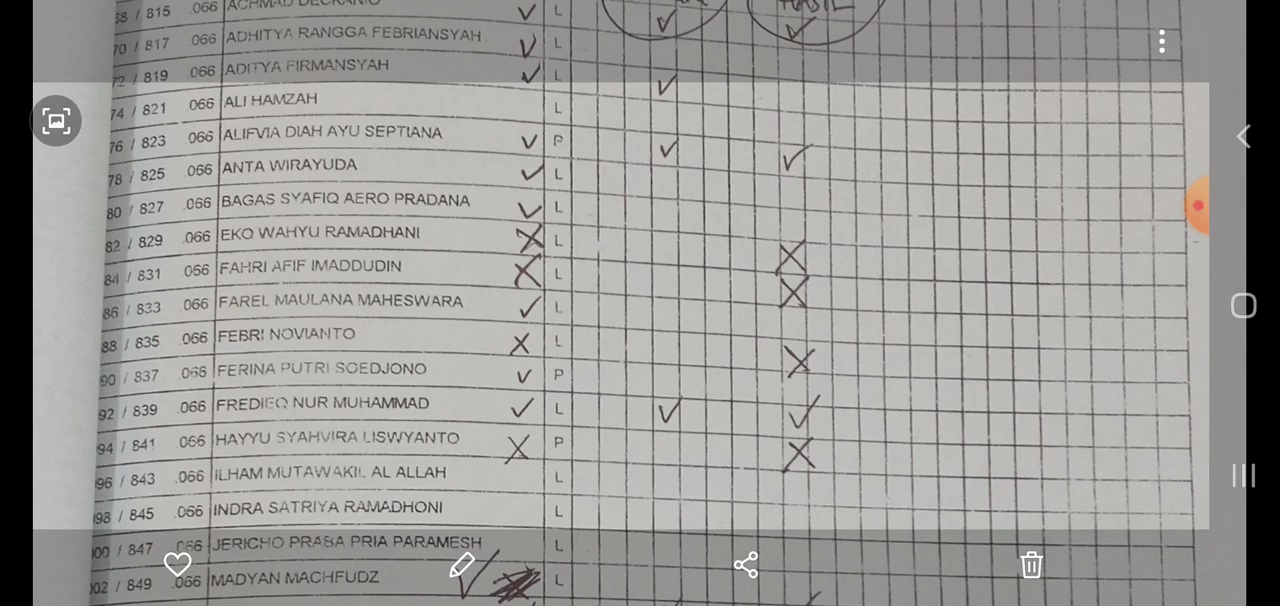 68 / 815 .066 ACHMAD L
70 / 817 .066 ADHITYA RANGGA FEBRIANSYAH L
72 / 819 .066 ADITYA FIRMANSYAH L
74 / 821 .066 ALI HAMZAH L
76 / 823 .066 ALIFVIA DIAH AYU SEPTIANA P
78 / 825 .066 ANTA WIRAYUDA L
80 / 827 .066 BAGAS SYAFIQ AERO PRADANA L
82 / 829 .066 EKO WAHYU RAMADHANI L
84 / 831 .066 FAHRI AFIF IMADDUDIN L
86 / 833 .066 FAREL MAULANA MAHESWARA L
88 / 835 .066 FEBRI NOVIANTO L
90 / 837 .066 FERINA PUTRI SOEDJONO P
92 / 839 .066 FREDIEQ NUR MUHAMMAD L
94 / 841 .066 HAYYU SYAHVIRA LISWYANTO P
96 / 843 .066 ILHAM MUTAWAKIL AL ALLAH L
98 / 845 .066 INDRA SATRIYA RAMADHONI L
00 / 847 .066 JERICHO PRABA PRIA PARAMESH L
02 / 849 .066 MADYAN MACHFUDZ L